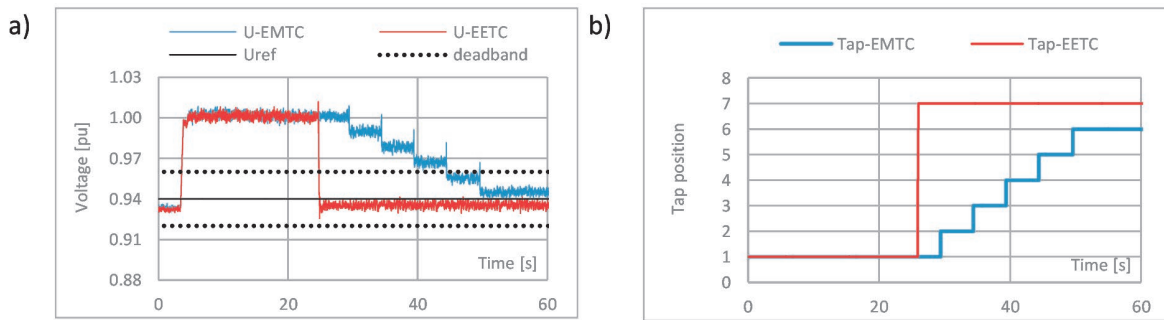 a)
U-EMTC U-EETC
Uref deadband
Voltage [pu]
1.03
1.00
0.97
0.94
0.91
0.88
Time [s]
0 20 40 60
b)
Tap-EMTC Tap-EETC
Tap position
8
7
6
5
4
3
2
1
0
Time [s]
0 20 40 60